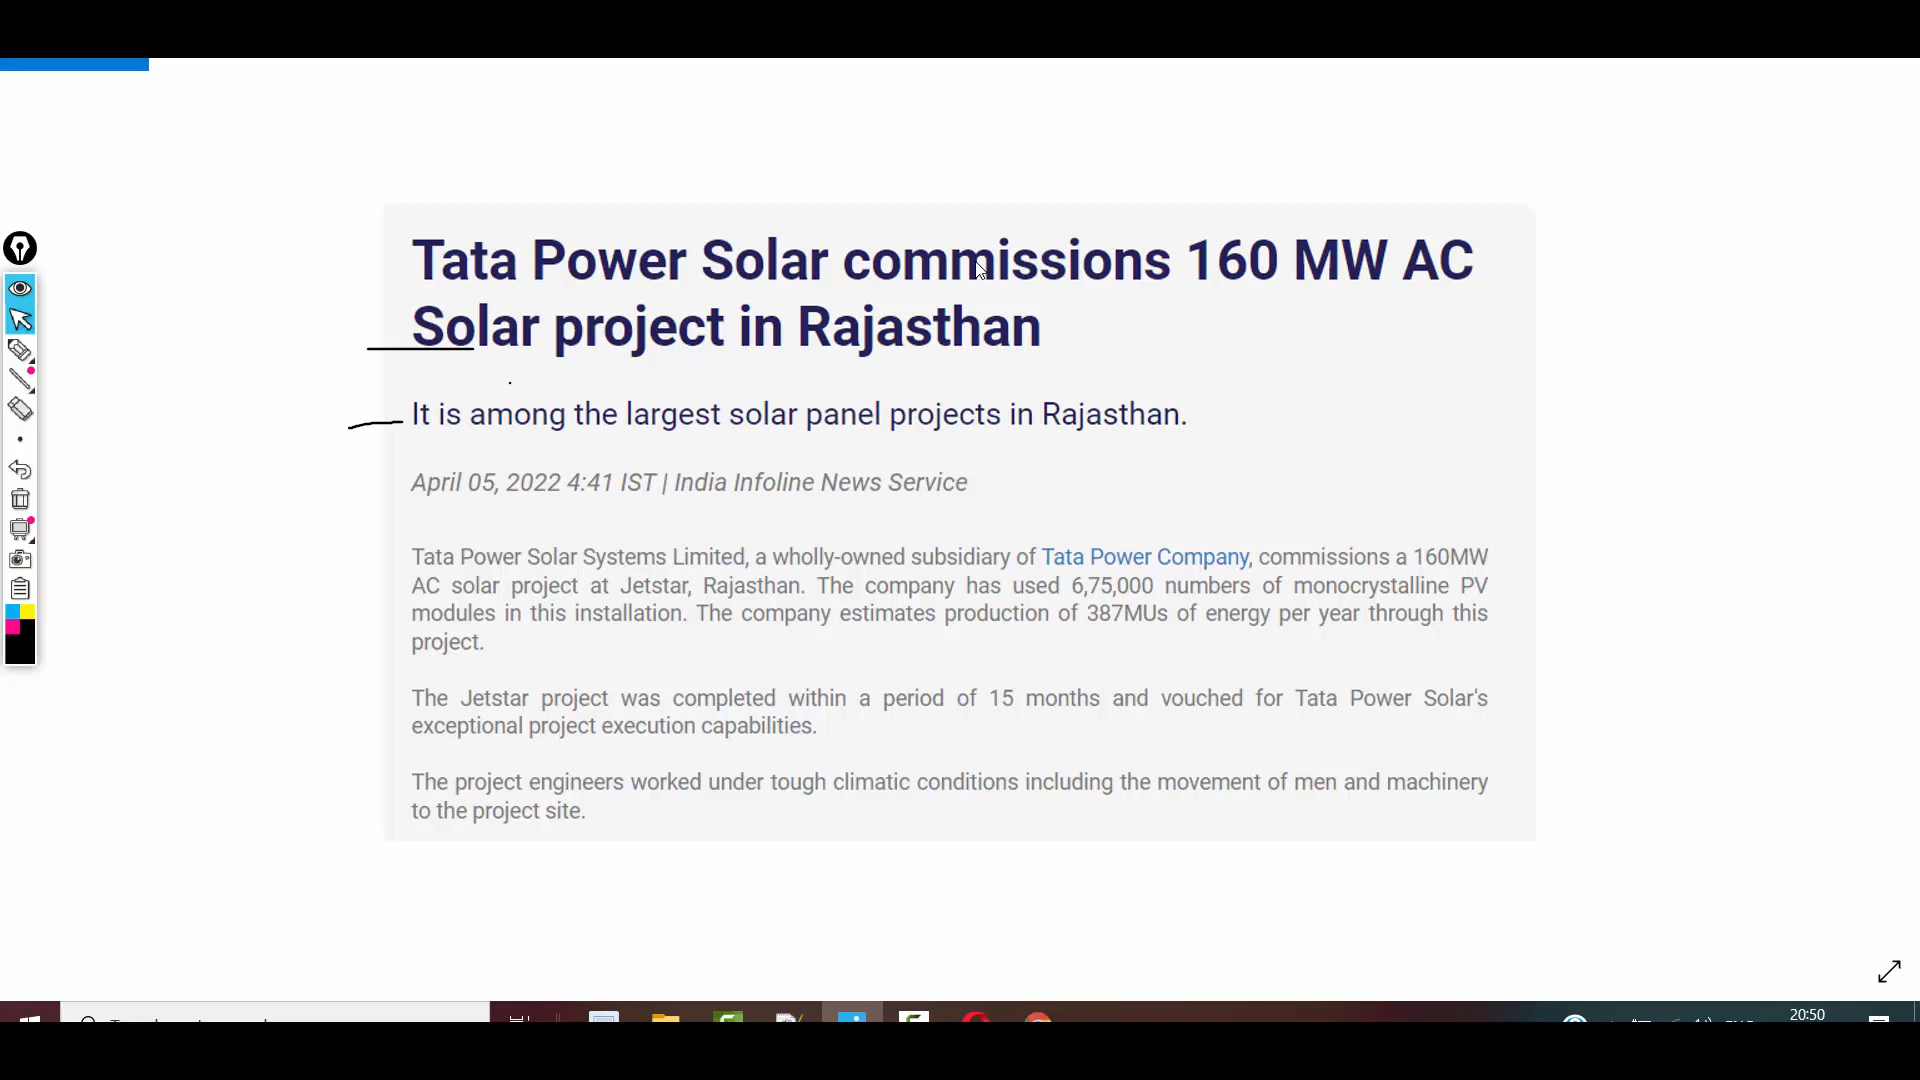 Tata Power Solar commissions 160 MW AC
Solar project in Rajasthan
It is among the largest solar panel projects in Rajasthan.
April 05, 2022 4:41 IST | India Infoline News Service
Tata Power Solar Systems Limited, a wholly-owned subsidiary of Tata Power Company, commissions a 160MW
AC solar project at Jetstar, Rajasthan. The company has used 6,75,000 numbers of monocrystalline PV
modules in this installation. The company estimates production of 387MUs of energy per year through this
project.
The Jetstar project was completed within a period of 15 months and vouched for Tata Power Solar's
exceptional project execution capabilities.
The project engineers worked under tough climatic conditions including the movement of men and machinery
to the project site.
20:50